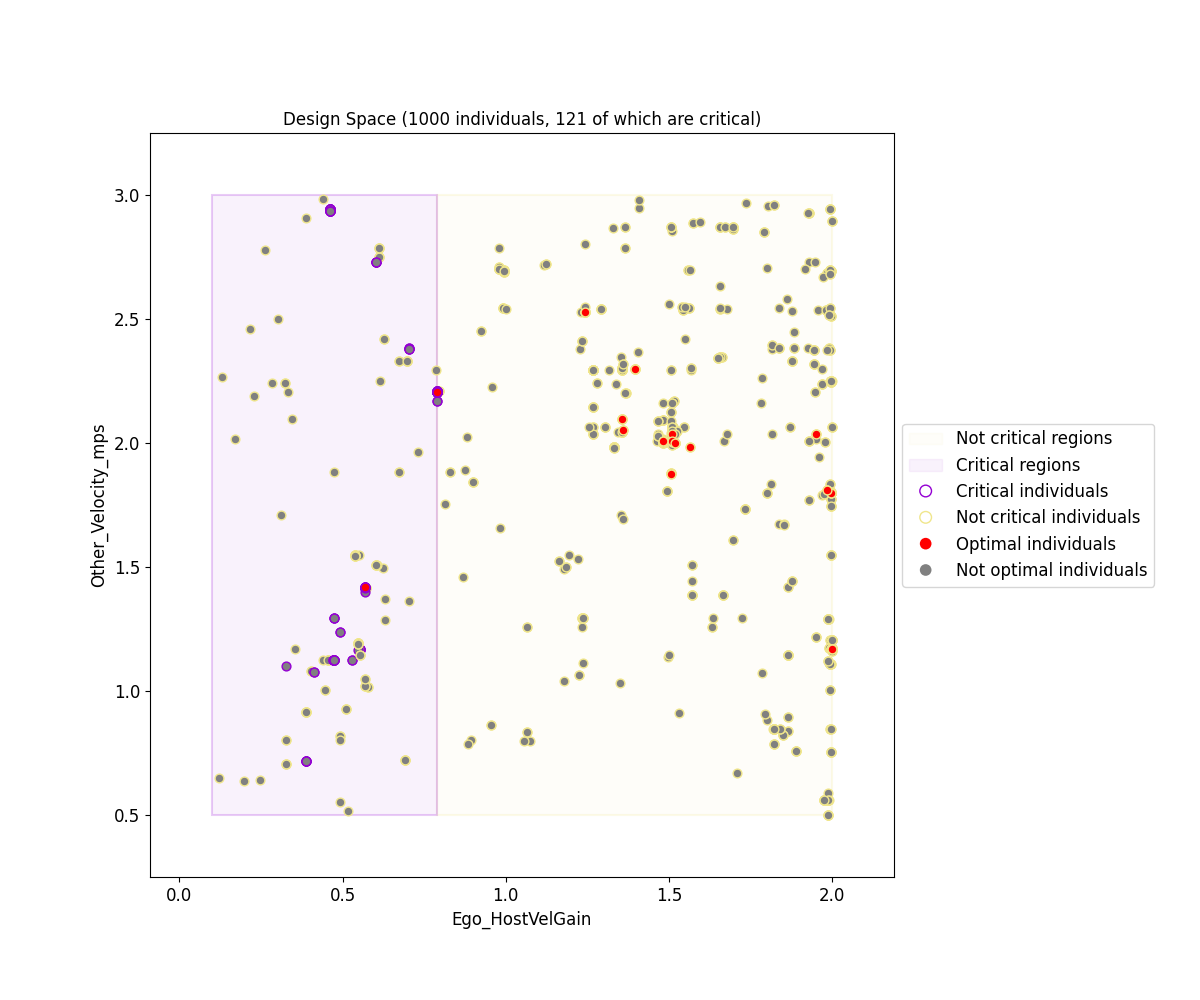 Design Space (1000 individuals, 121 of which are critical)
3.0
2.5
2.0
1.5
1.0
0.5
Other_Velocity_mps
0.0
0.5
1.0
1.5
2.0
Ego_HostVelGain
Not critical regions
Critical regions
Critical individuals
Not critical individuals
Optimal individuals
Not optimal individuals